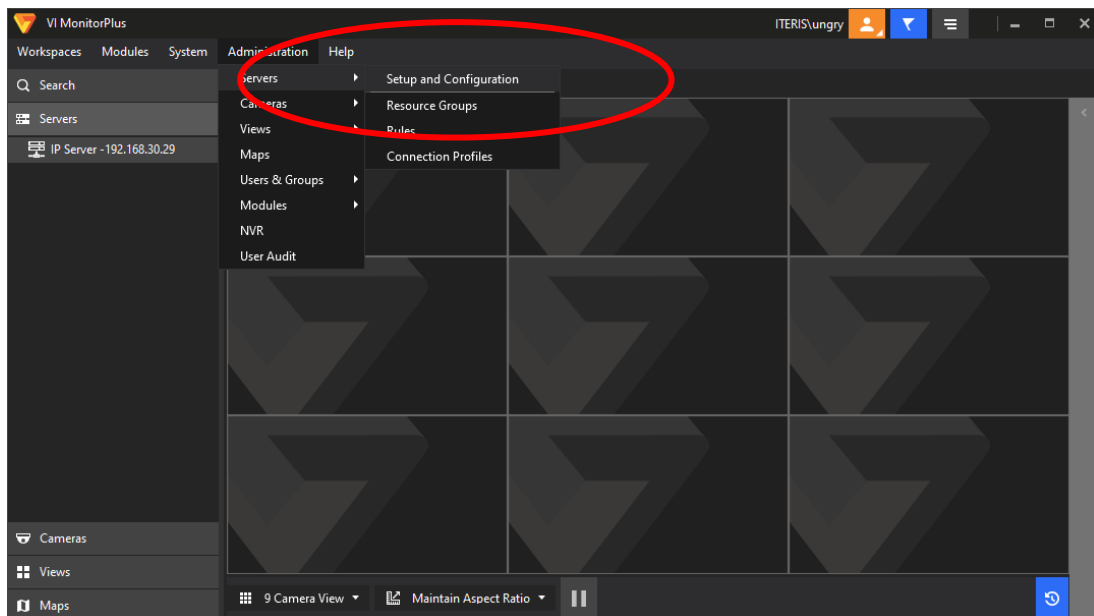 VI MonitorPlus
ITERIS\ungry
Workspaces Modules System Administration Help
Search
Servers
IP Server -192.168.30.29
Servers
Cameras
Views
Maps
Users & Groups
Modules
NVR
User Audit
Setup and Configuration
Resource Groups
Rules
Connection Profiles
Cameras
Views
Maps
9 Camera View
Maintain Aspect Ratio